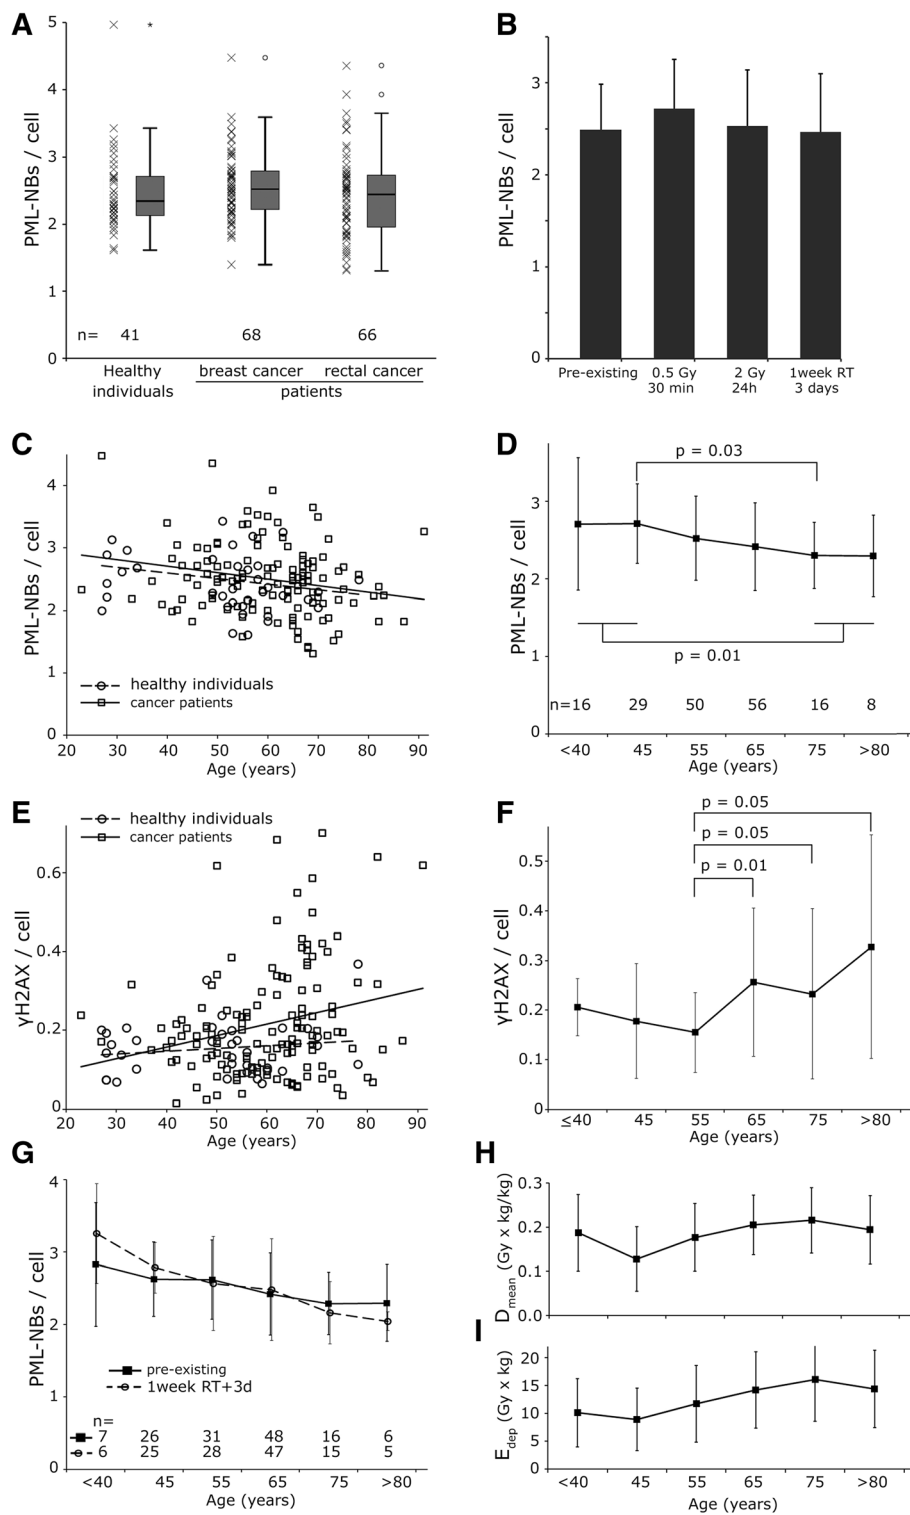 A
PML-NBs / cell
5
4
3
2
1
0
*
n= 41 68 66
Healthy individuals
breast cancer rectal cancer
patients
B
PML-NBs / cell
3
2
1
0
Pre-existing
0.5 Gy 30 min
2 Gy 24h
1week RT 3 days
C
PML-NBs / cell
4
3
2
1
0
healthy individuals
cancer patients
23 30 40 50 60 70 80 90
Age (years)
D
PML-NBs / cell
3
2
1
0
p = 0.03
p = 0.01
n=16 29 50 56 16 8
<40 45 55 65 75 >80
Age (years)
E
healthy individuals
cancer patients
γH2AX / cell
0.6
0.4
0.2
0
20 30 40 50 60 70 80 90
Age (years)
F
p = 0.05
p = 0.05
p = 0.01
γH2AX / cell
0.5
0.4
0.3
0.2
0.1
0
≤40 45 55 65 75 >80
Age (years)
G
PML-NBs / cell
4
3
2
1
0
pre-existing
1week RT+3d
n=
7 26 31 48 16 6
6 25 28 47 15 5
<40 45 55 65 75 >80
Age (years)
H
Dmean (Gy x kg/kg)
0.3
0.2
0.1
0.0
I
Edep (Gy x kg)
20
15
10
5
0
<40 45 55 65 75 >80
Age (years)